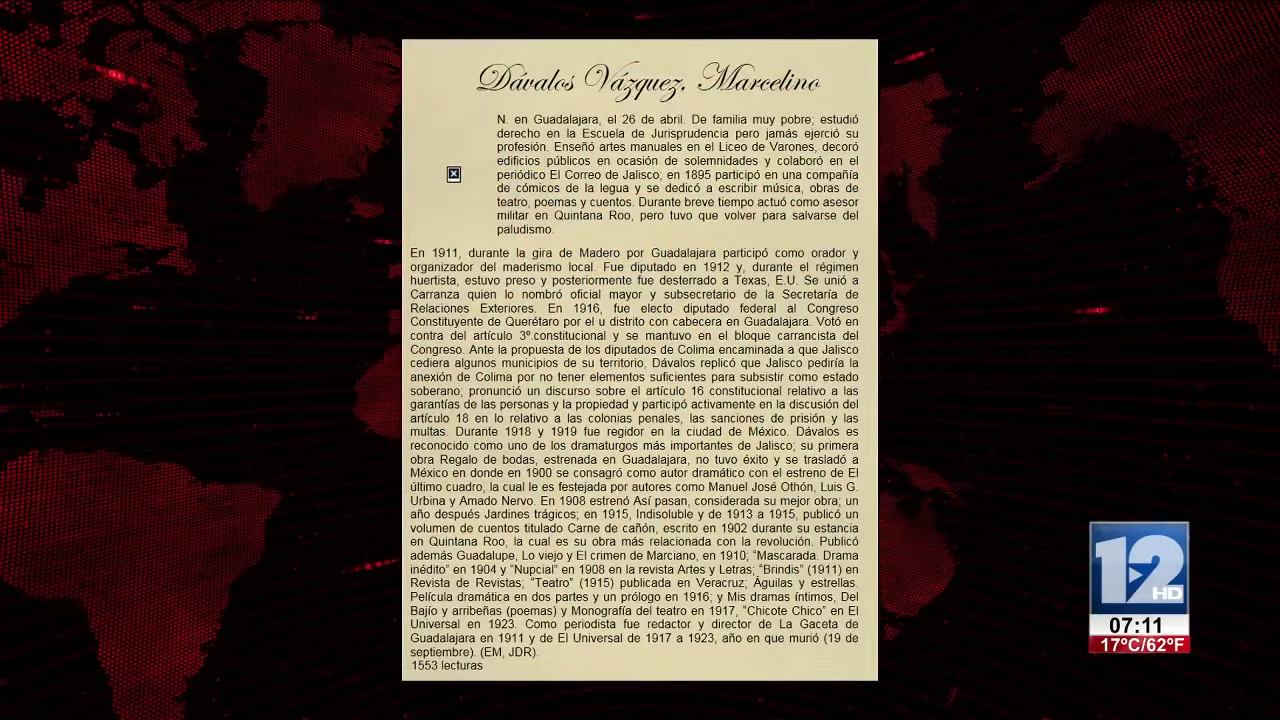 Dávalos Vázquez, Marcelino
N. en Guadalajara, el 26 de abril. De familia muy pobre; estudió
derecho en la Escuela de Jurisprudencia pero jamás ejerció su
profesión. Enseñó artes manuales en el Liceo de Varones, decoró
edificios públicos en ocasión de solemnidades y colaboró en el
periódico El Correo de Jalisco; en 1895 participó en una compañía
de cómicos de la legua y se dedicó a escribir música, obras de
teatro, poemas y cuentos. Durante breve tiempo actuó como asesor
militar en Quintana Roo, pero tuvo que volver para salvarse del
paludismo.
En 1911, durante la gira de Madero por Guadalajara participó como orador y
organizador del maderismo local. Fue diputado en 1912 y, durante el régimen
huertista, estuvo preso y posteriormente fue desterrado a Texas, E.U. Se unió a
Carranza quien lo nombró oficial mayor y subsecretario de la Secretaría de
Relaciones Exteriores. En 1916, fue electo diputado federal al Congreso
Constituyente de Querétaro por el u distrito con cabecera en Guadalajara. Votó en
contra del artículo 3º.constitucional y se mantuvo en el bloque carrancista del
Congreso. Ante la propuesta de los diputados de Colima encaminada a que Jalisco
cediera algunos municipios de su territorio, Dávalos replicó que Jalisco pediría la
anexión de Colima por no tener elementos suficientes para subsistir como estado
soberano; pronunció un discurso sobre el artículo 16 constitucional relativo a las
garantías de las personas y la propiedad y participó activamente en la discusión del
artículo 18 en lo relativo a las colonias penales, las sanciones de prisión y las
multas. Durante 1918 y 1919 fue regidor en la ciudad de México. Dávalos es
reconocido como uno de los dramaturgos más importantes de Jalisco; su primera
obra Regalo de bodas, estrenada en Guadalajara, no tuvo éxito y se trasladó a
México en donde en 1900 se consagró como autor dramático con el estreno de El
último cuadro, la cual le es festejada por autores como Manuel José Othón, Luis G.
Urbina y Amado Nervo. En 1908 estrenó Así pasan, considerada su mejor obra; un
año después Jardines trágicos; en 1915, Indisoluble y de 1913 a 1915, publicó un
volumen de cuentos titulado Carne de cañón, escrito en 1902 durante su estancia
en Quintana Roo, la cual es su obra más relacionada con la revolución. Publicó
además Guadalupe, Lo viejo y El crimen de Marciano, en 1910; “Mascarada. Drama
inédito” en 1904 y “Nupcial” en 1908 en la revista Artes y Letras; “Brindis” (1911) en
Revista de Revistas; “Teatro” (1915) publicada en Veracruz; Águilas y estrellas.
Película dramática en dos partes y un prólogo en 1916; y Mis dramas íntimos, Del
Bajío y arribeñas (poemas) y Monografía del teatro en 1917, “Chicote Chico” en El
Universal en 1923. Como periodista fue redactor y director de La Gaceta de
Guadalajara en 1911 y de El Universal de 1917 a 1923, año en que murió (19 de
septiembre). (EM, JDR).
1553 lecturas
12
HD
07:11
17ºC/62ºF